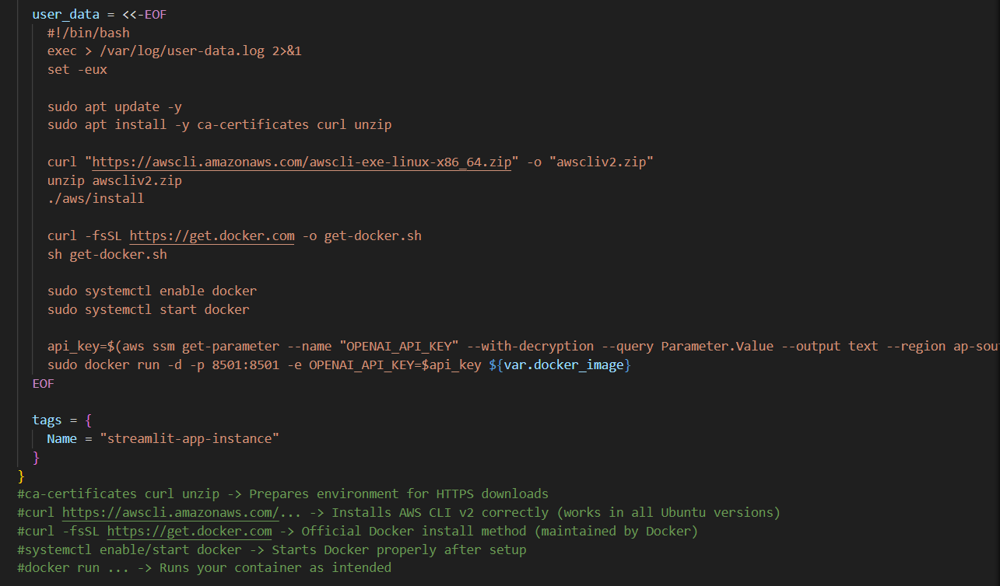 user_data = <<-EOF
#!/bin/bash
exec > /var/log/user-data.log 2>&1
set -eux
sudo apt update -y
sudo apt install -y ca-certificates curl unzip
curl "https://awscli.amazonaws.com/awscli-exe-linux-x86_64.zip" -o "awscliv2.zip"
unzip awscliv2.zip
./aws/install
curl -fsSL https://get.docker.com -o get-docker.sh
sh get-docker.sh
sudo systemctl enable docker
sudo systemctl start docker
api_key=$(aws ssm get-parameter --name "OPENAI_API_KEY" --with-decryption --query Parameter.Value --output text --region ap-sou
sudo docker run -d -p 8501:8501 -e OPENAI_API_KEY=$api_key ${var.docker_image}
EOF
tags = {
Name = "streamlit-app-instance"
}
}
#ca-certificates curl unzip -> Prepares environment for HTTPS downloads
#curl https://awscli.amazonaws.com/... -> Installs AWS CLI v2 correctly (works in all Ubuntu versions)
#curl -fsSL https://get.docker.com -> Official Docker install method (maintained by Docker)
#systemctl enable/start docker -> Starts Docker properly after setup
#docker run ... -> Runs your container as intended